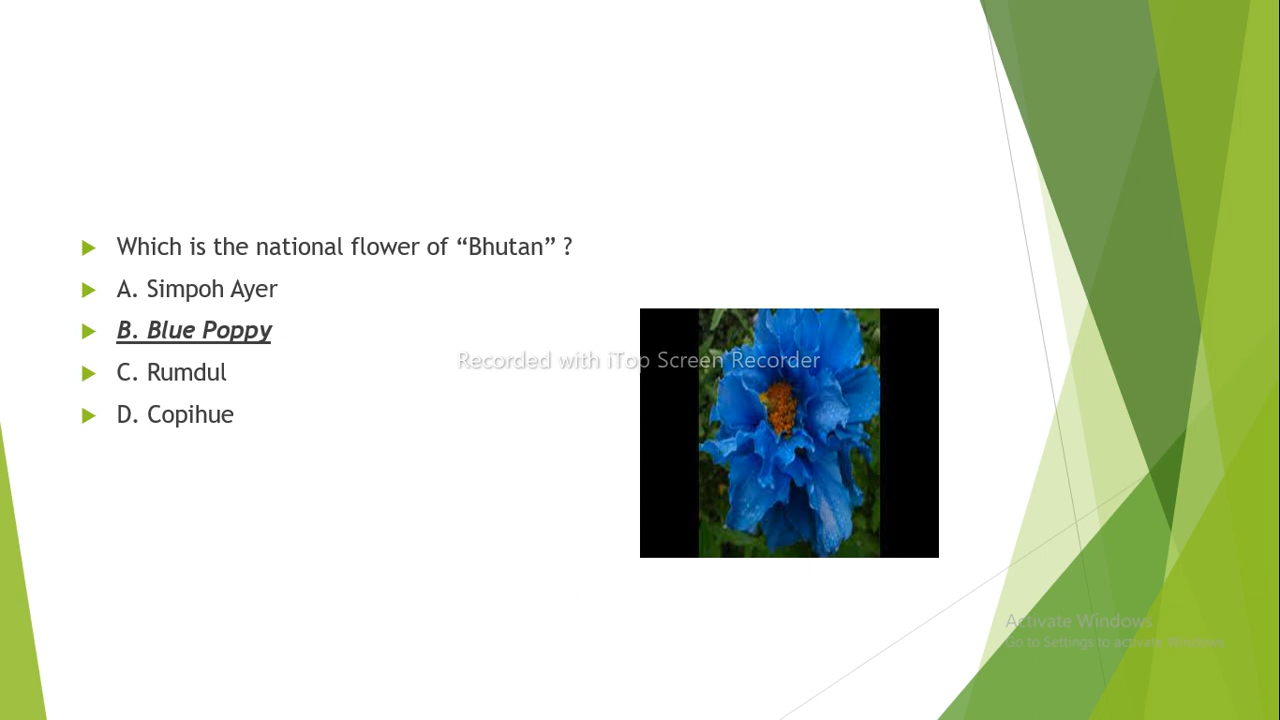 Which is the national flower of “Bhutan” ?
A. Simpoh Ayer
B. Blue Poppy
Recorded with iTop Screen Recorder
C. Rumdul
D. Copihue
Activate Windows
Go to Settings to activate Windows.